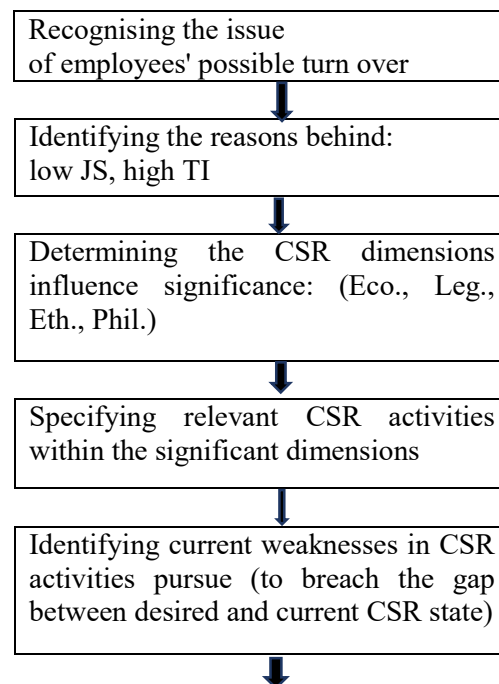 Recognising the issue
of employees' possible turn over
Identifying the reasons behind:
low JS, high TI
Determining the CSR dimensions
influence significance: (Eco., Leg.,
Eth., Phil.)
Specifying relevant CSR activities
within the significant dimensions
Identifying current weaknesses in CSR
activities pursue (to breach the gap
between desired and current CSR state)